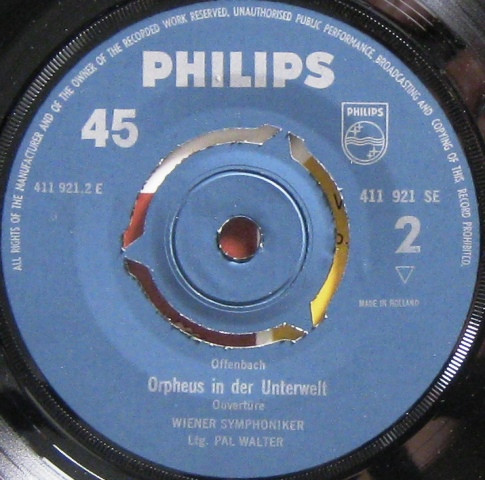 ALL RIGHTS OF THE MANUFACTURER AND OF THE OWNER OF THE RECORDED WORK RESERVED, UNAUTHORISED PUBLIC PERFORMANCE, BROADCASTING AND COPYING OF THIS RECORD PROHIBITED.
PHILIPS
45
PHILIPS
411 921.2 E
411 921 SE
2
MADE IN HOLLAND
Offenbach
Orpheus in der Unterwelt
Ouvertüre
WIENER SYMPHONIKER
Ltg. PAL WALTER